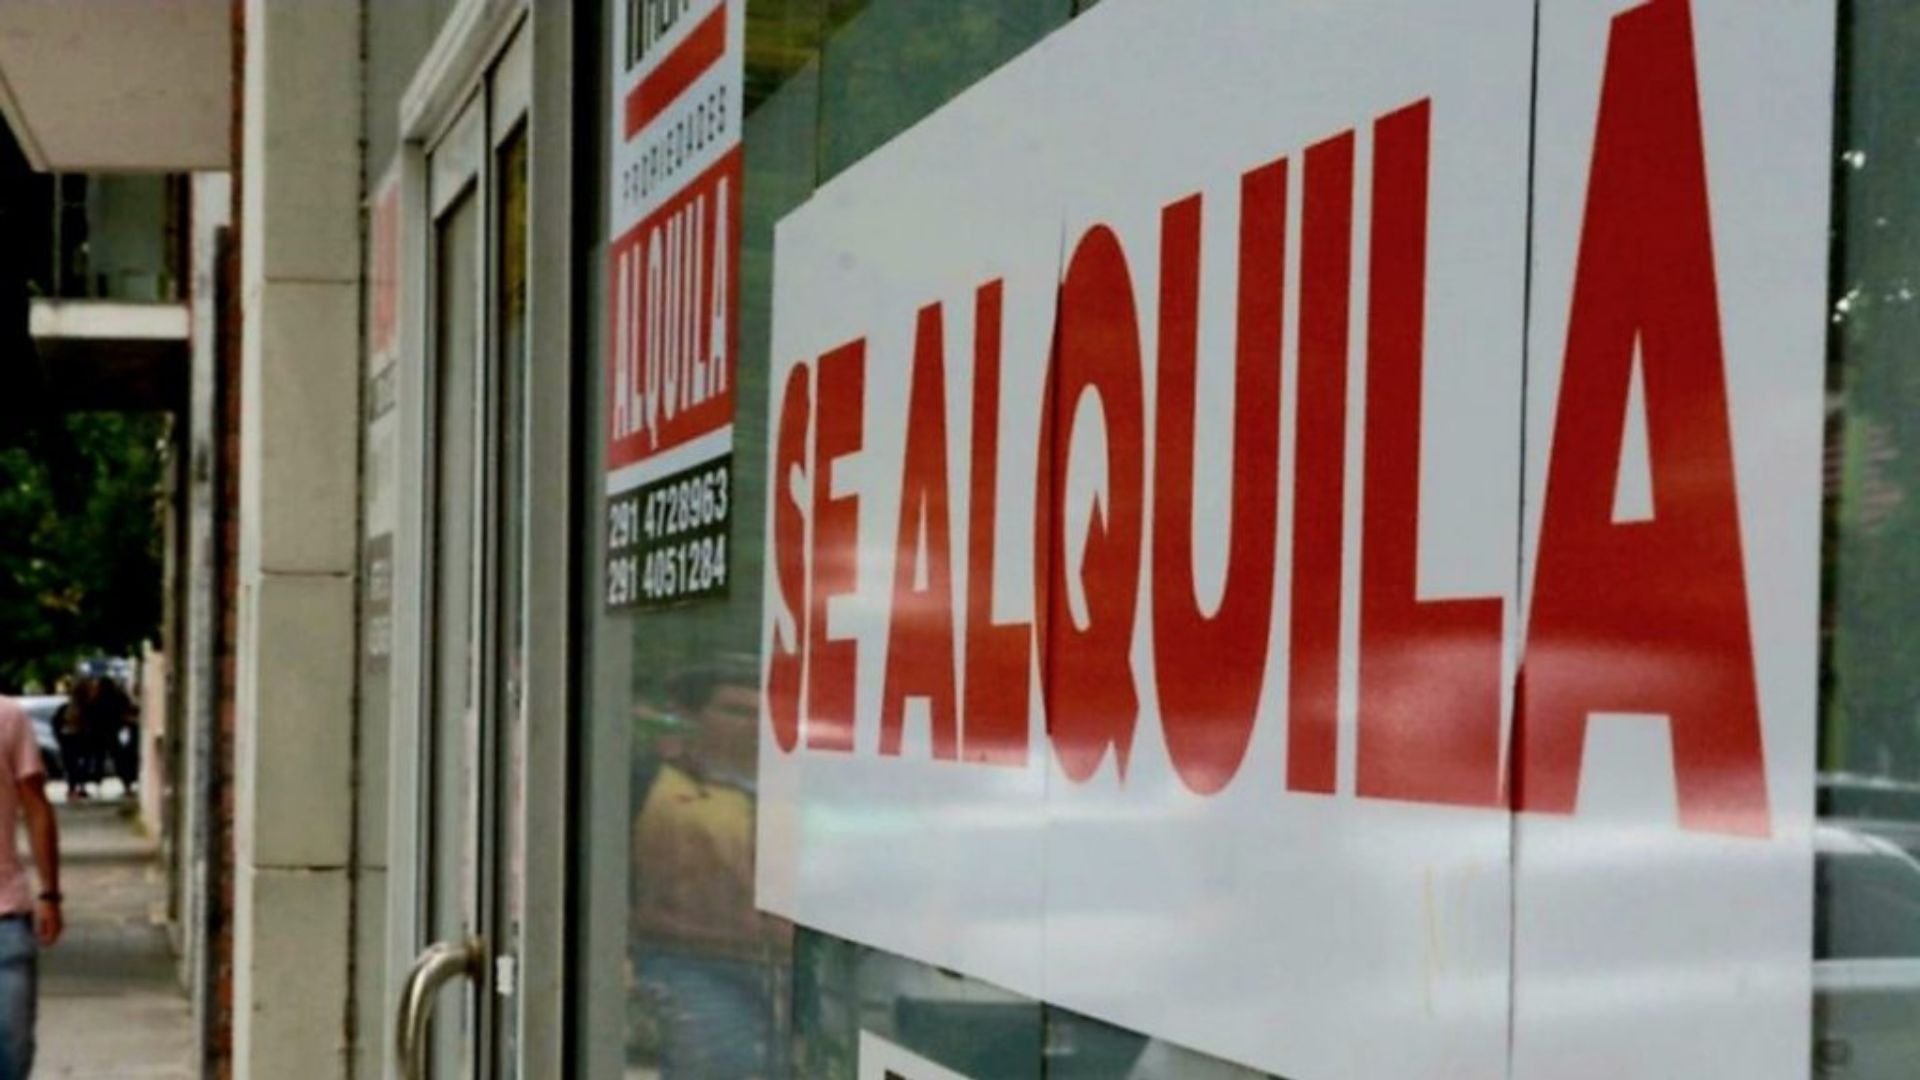 PROPIEDADES
ALQUILA
291 4728963
291 4051284
SE ALQUILA